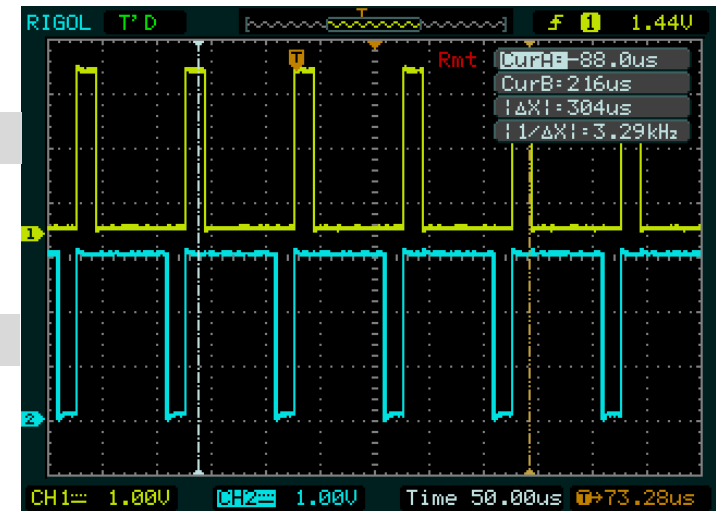 RIGOL T'D T f 1 1.44V
T Rmt CurA=-88.0us
CurB=216us
|ΔX|=304us
|1/ΔX|=3.29kHz
1
2
CH1 1.00V CH2 1.00V Time 50.00us T→73.28us